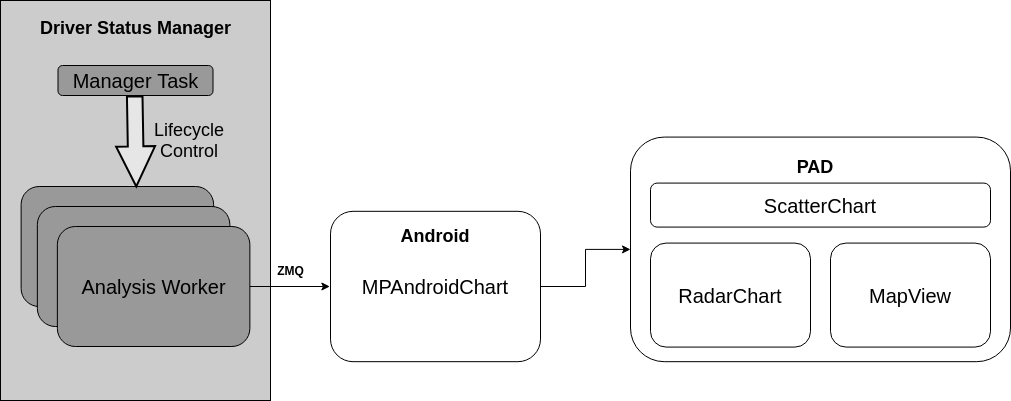 Driver Status Manager
Manager Task
Lifecycle
Control
Analysis Worker
ZMQ
Android
MPAndroidChart
PAD
ScatterChart
RadarChart
MapView